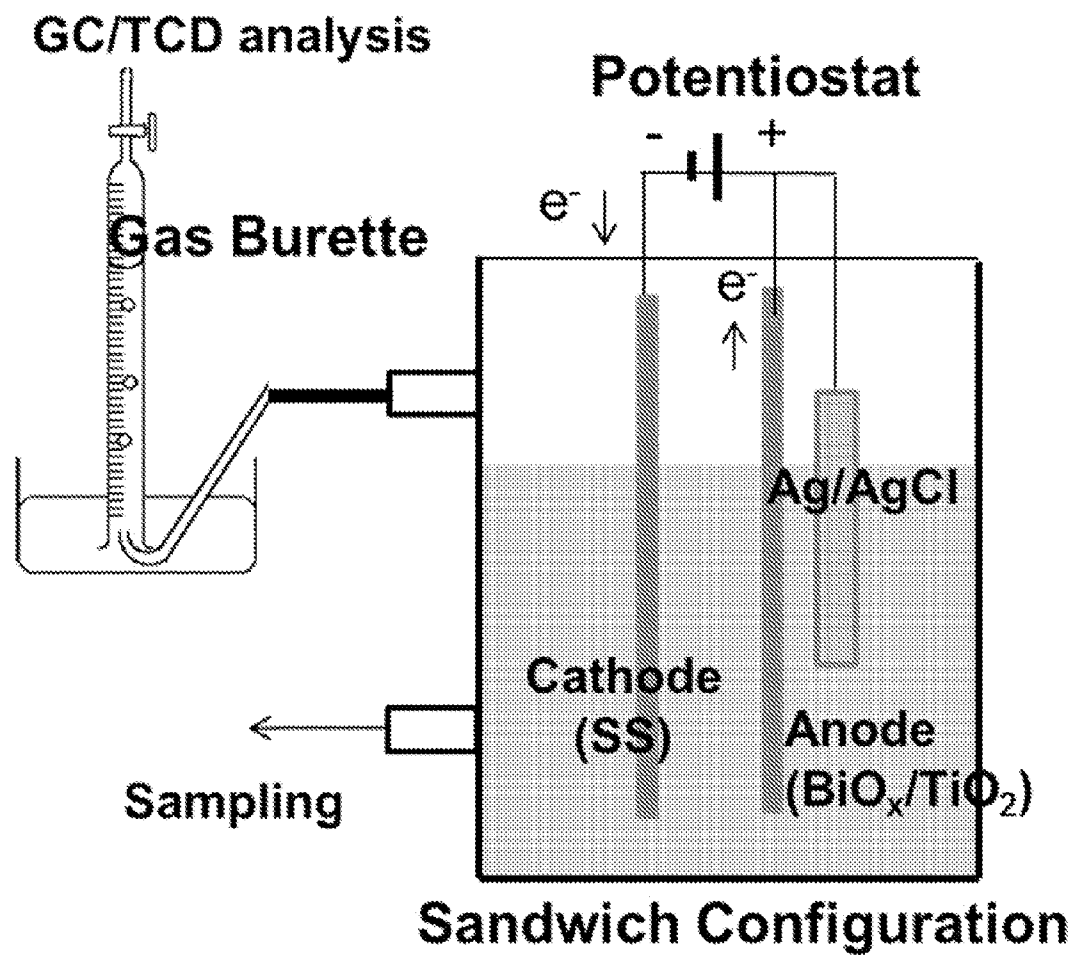 GC/TCD analysis
Potentiostat
- +
e⁻
Gas Burette
e⁻
Ag/AgCl
Cathode
(SS)
Anode
(BiOₓ/TiO₂)
Sampling
Sandwich Configuration